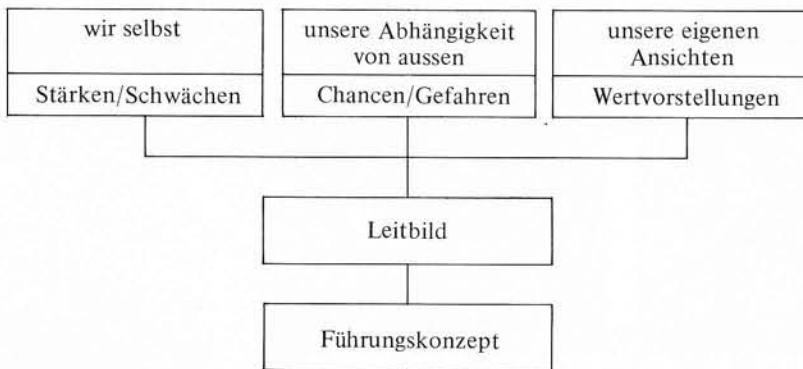 wir selbst
unsere Abhängigkeit
von aussen
unsere eigenen
Ansichten
Stärken/Schwächen
Chancen/Gefahren
Wertvorstellungen
Leitbild
Führungskonzept